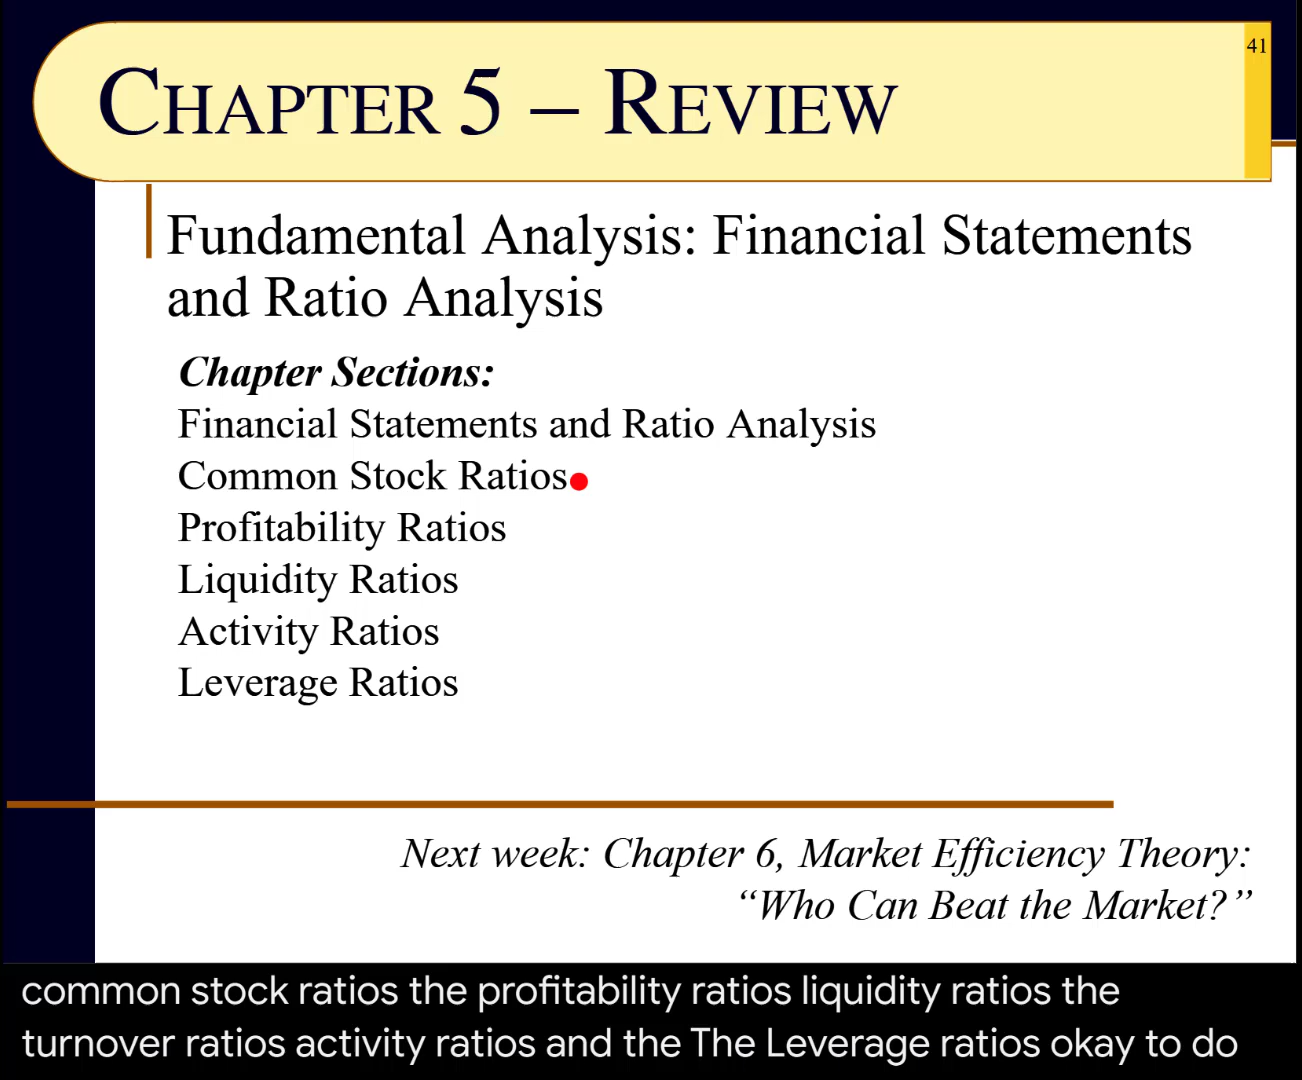 41
CHAPTER 5 – REVIEW
Fundamental Analysis: Financial Statements
and Ratio Analysis
Chapter Sections:
Financial Statements and Ratio Analysis
Common Stock Ratios
Profitability Ratios
Liquidity Ratios
Activity Ratios
Leverage Ratios
Next week: Chapter 6, Market Efficiency Theory:
“Who Can Beat the Market?”
common stock ratios the profitability ratios liquidity ratios the
turnover ratios activity ratios and the The Leverage ratios okay to do